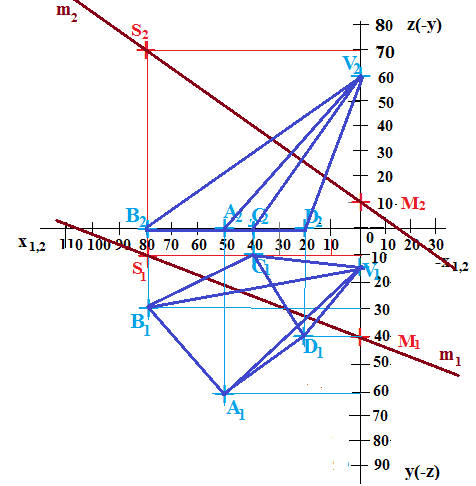 m2
80 z(-y)
S2
70
V2
60
50
40
30
20
10 M2
B2 A2 C2 D2
x1,2 110 100 90 80 70 60 50 40 30 20 10 0 10 20 30 -x1,2
S1 C1 10 V1
20
B1 30
D1 40 M1
50 m1
A1 60
70
80
90 y(-z)